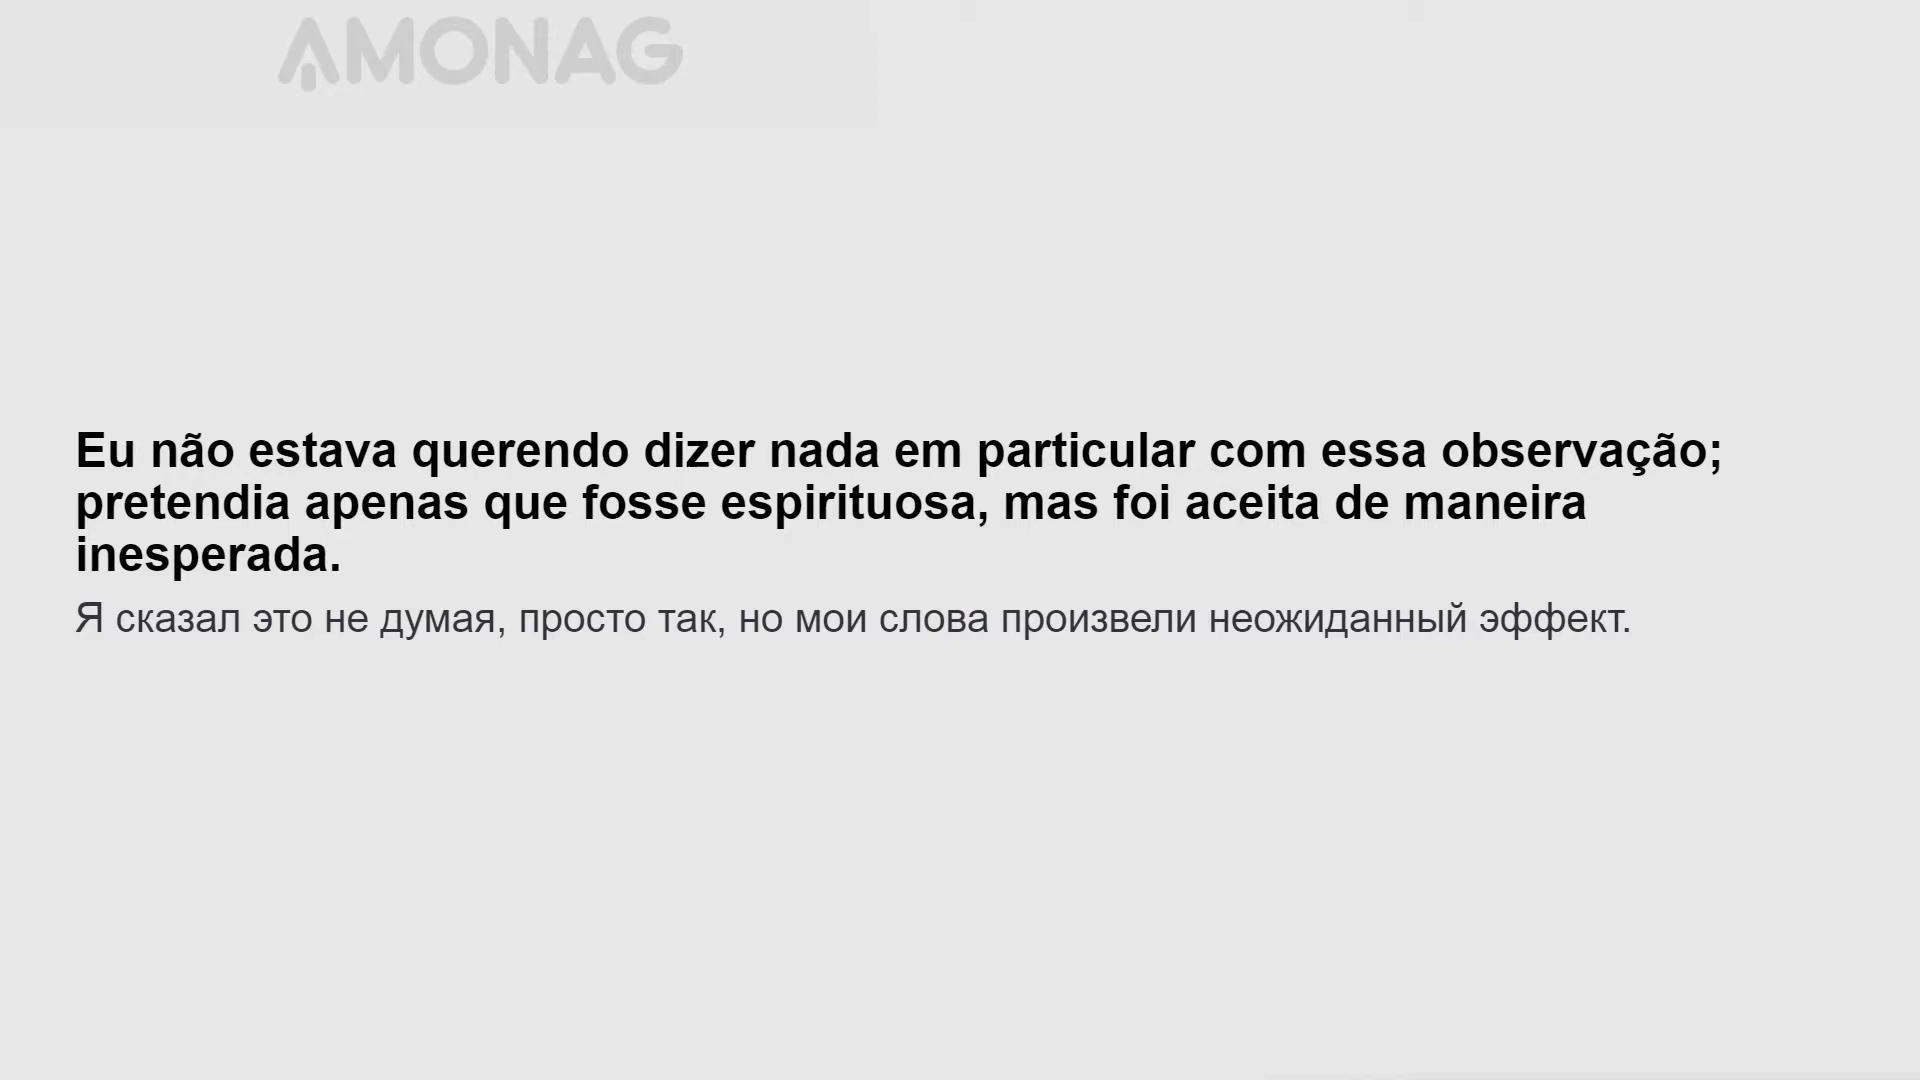 AMONAG
Eu não estava querendo dizer nada em particular com essa observação;
pretendia apenas que fosse espirituosa, mas foi aceita de maneira
inesperada.
Я сказал это не думая, просто так, но мои слова произвели неожиданный эффект.